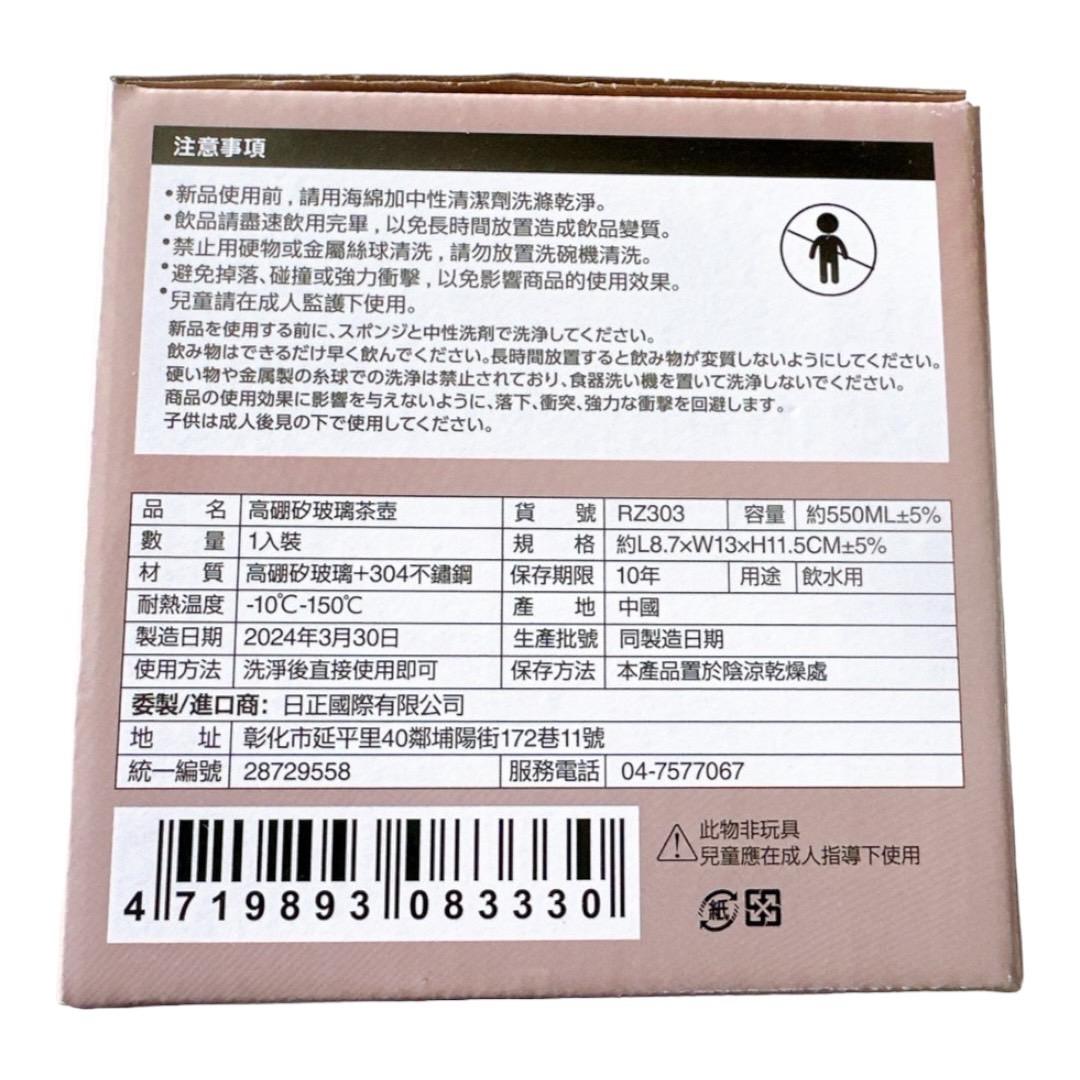 注意事項
•新品使用前，請用海綿加中性清潔劑洗滌乾淨。
•飲品請盡速飲用完畢，以免長時間放置造成飲品變質。
•禁止用硬物或金屬絲球清洗，請勿放置洗碗機清洗。
•避免掉落、碰撞或強力衝擊，以免影響商品的使用效果。
•兒童請在成人監護下使用。
新品を使用する前に、スポンジと中性洗剤で洗浄してください。
飲み物はできるだけ早く飲んでください。長時間放置すると飲み物が変質しないようにしてください。
硬い物や金属製の糸球での洗浄は禁止されており、食器洗い機を置いて洗浄しないでください。
商品の使用効果に影響を与えないように、落下、衝突、強力な衝撃を回避します。
子供は成人後見の下で使用してください。
品 名 高硼矽玻璃茶壺 貨 號 RZ303 容量 約550ML±5%
數 量 1入裝 規 格 約L8.7×W13×H11.5CM±5%
材 質 高硼矽玻璃+304不鏽鋼 保存期限 10年 用途 飲水用
耐熱温度 -10℃-150℃ 產 地 中國
製造日期 2024年3月30日 生產批號 同製造日期
使用方法 洗淨後直接使用即可 保存方法 本產品置於陰涼乾燥處
委製/進口商：日正國際有限公司
地 址 彰化市延平里40鄰埔陽街172巷11號
統一編號 28729558 服務電話 04-7577067
4 719893 083330
此物非玩具
兒童應在成人指導下使用
紙